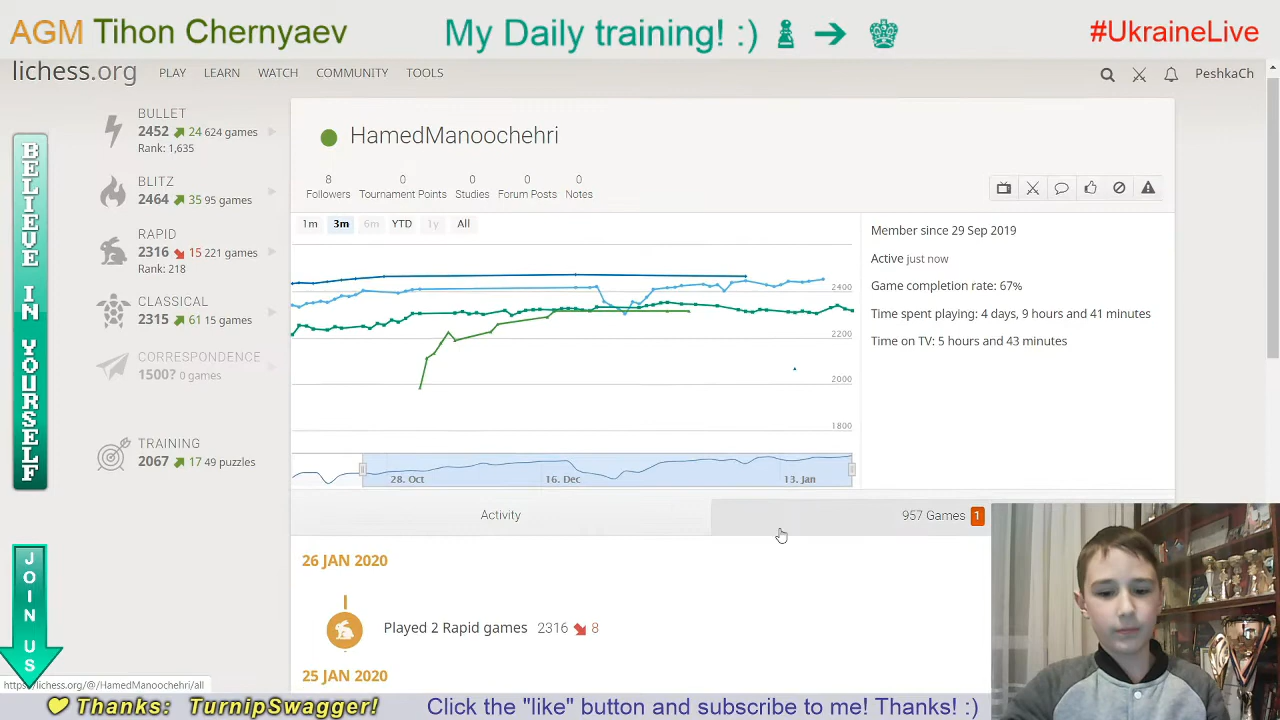 AGM Tihon Chernyaev
My Daily training! :)
#UkraineLive
lichess.org
PLAY
LEARN
WATCH
COMMUNITY
TOOLS
PeshkaCh
BELIEVE IN YOURSELF
JOIN US
BULLET
2452 24 624 games
Rank: 1,635
BLITZ
2464 35 95 games
RAPID
2316 15 221 games
Rank: 218
CLASSICAL
2315 61 15 games
CORRESPONDENCE
1500? 0 games
TRAINING
2067 17 49 puzzles
HamedManoochehri
8 Followers
0 Tournament Points
0 Studies
0 Forum Posts
0 Notes
1m 3m 6m YTD 1y All
2400
2200
2000
1800
28. Oct
16. Dec
13. Jan
Member since 29 Sep 2019
Active just now
Game completion rate: 67%
Time spent playing: 4 days, 9 hours and 41 minutes
Time on TV: 5 hours and 43 minutes
Activity
957 Games 1
26 JAN 2020
Played 2 Rapid games 2316 8
25 JAN 2020
https://lichess.org/@/HamedManoochehri/all
Thanks: TurnipSwagger!
Click the "like" button and subscribe to me! Thanks! :)